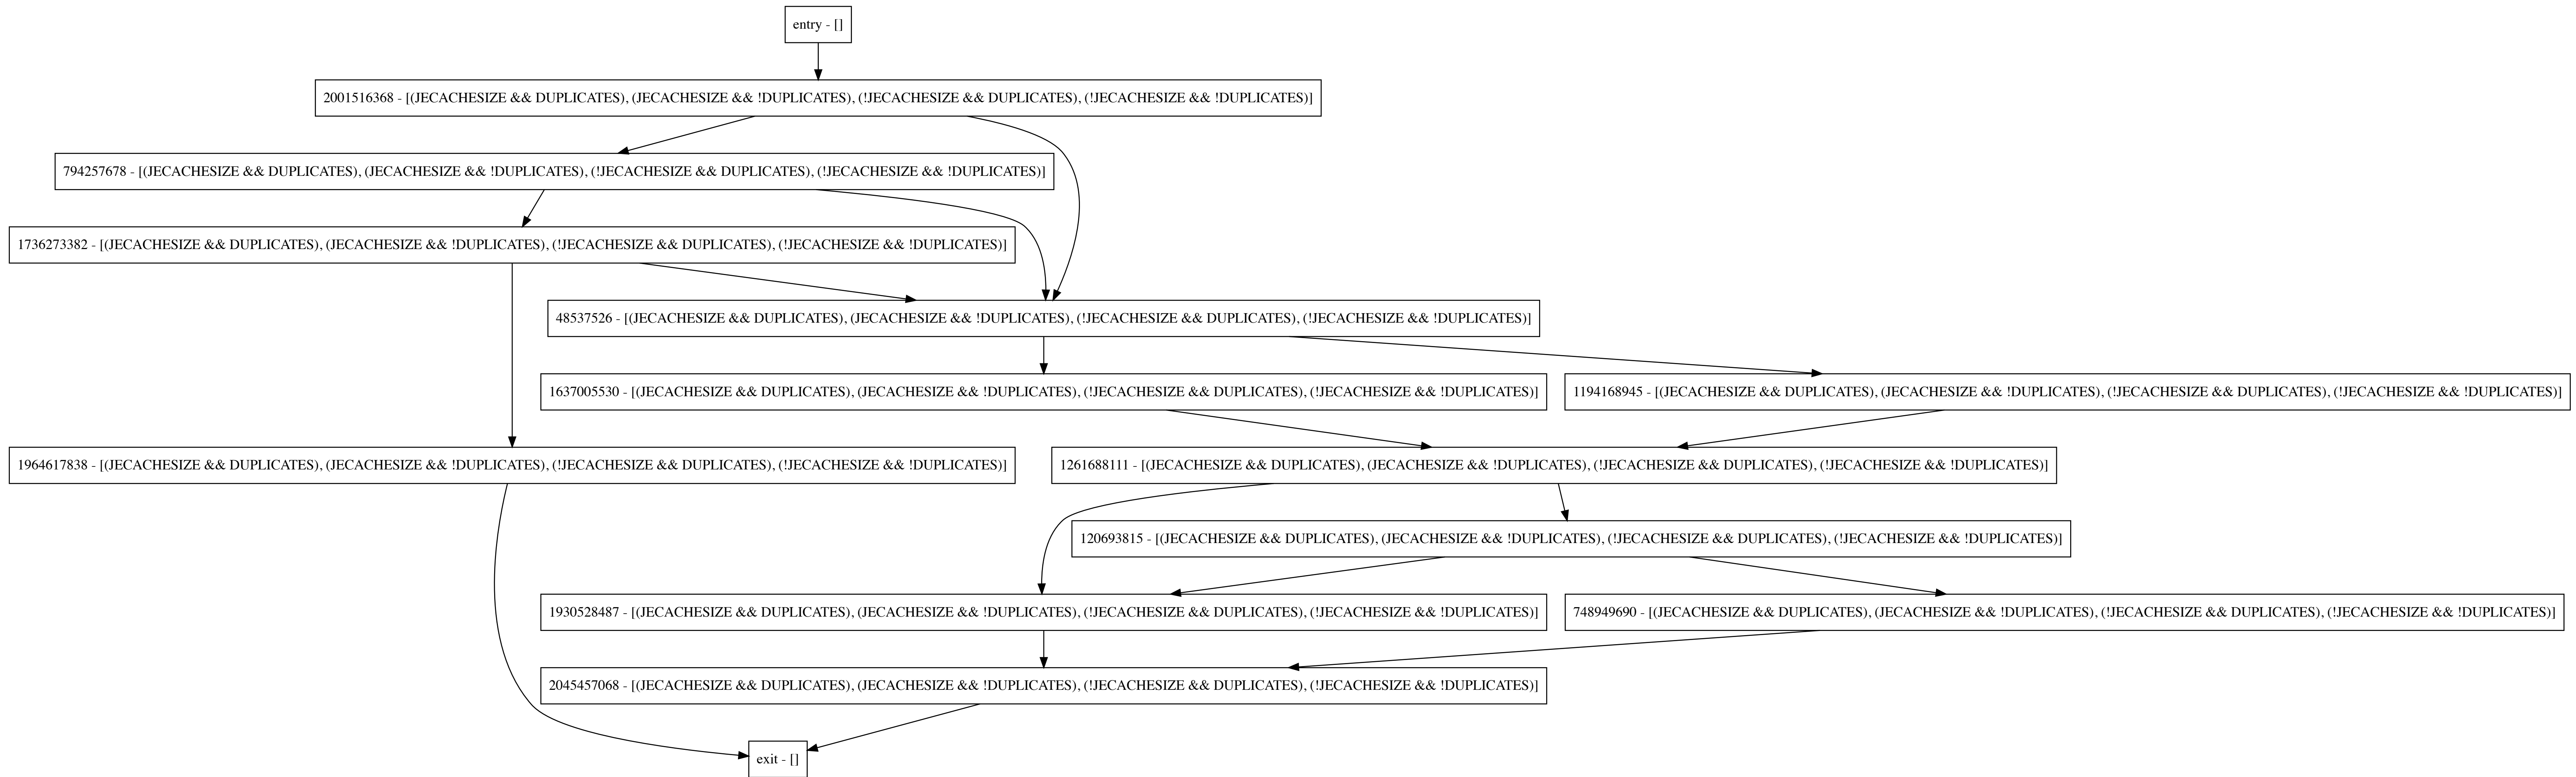 entry - []
2001516368 - [(JECACHESIZE && DUPLICATES), (JECACHESIZE && !DUPLICATES), (!JECACHESIZE && DUPLICATES), (!JECACHESIZE && !DUPLICATES)]
794257678 - [(JECACHESIZE && DUPLICATES), (JECACHESIZE && !DUPLICATES), (!JECACHESIZE && DUPLICATES), (!JECACHESIZE && !DUPLICATES)]
1736273382 - [(JECACHESIZE && DUPLICATES), (JECACHESIZE && !DUPLICATES), (!JECACHESIZE && DUPLICATES), (!JECACHESIZE && !DUPLICATES)]
48537526 - [(JECACHESIZE && DUPLICATES), (JECACHESIZE && !DUPLICATES), (!JECACHESIZE && DUPLICATES), (!JECACHESIZE && !DUPLICATES)]
1637005530 - [(JECACHESIZE && DUPLICATES), (JECACHESIZE && !DUPLICATES), (!JECACHESIZE && DUPLICATES), (!JECACHESIZE && !DUPLICATES)]
1194168945 - [(JECACHESIZE && DUPLICATES), (JECACHESIZE && !DUPLICATES), (!JECACHESIZE && DUPLICATES), (!JECACHESIZE && !DUPLICATES)]
1964617838 - [(JECACHESIZE && DUPLICATES), (JECACHESIZE && !DUPLICATES), (!JECACHESIZE && DUPLICATES), (!JECACHESIZE && !DUPLICATES)]
1261688111 - [(JECACHESIZE && DUPLICATES), (JECACHESIZE && !DUPLICATES), (!JECACHESIZE && DUPLICATES), (!JECACHESIZE && !DUPLICATES)]
120693815 - [(JECACHESIZE && DUPLICATES), (JECACHESIZE && !DUPLICATES), (!JECACHESIZE && DUPLICATES), (!JECACHESIZE && !DUPLICATES)]
1930528487 - [(JECACHESIZE && DUPLICATES), (JECACHESIZE && !DUPLICATES), (!JECACHESIZE && DUPLICATES), (!JECACHESIZE && !DUPLICATES)]
748949690 - [(JECACHESIZE && DUPLICATES), (JECACHESIZE && !DUPLICATES), (!JECACHESIZE && DUPLICATES), (!JECACHESIZE && !DUPLICATES)]
2045457068 - [(JECACHESIZE && DUPLICATES), (JECACHESIZE && !DUPLICATES), (!JECACHESIZE && DUPLICATES), (!JECACHESIZE && !DUPLICATES)]
exit - []